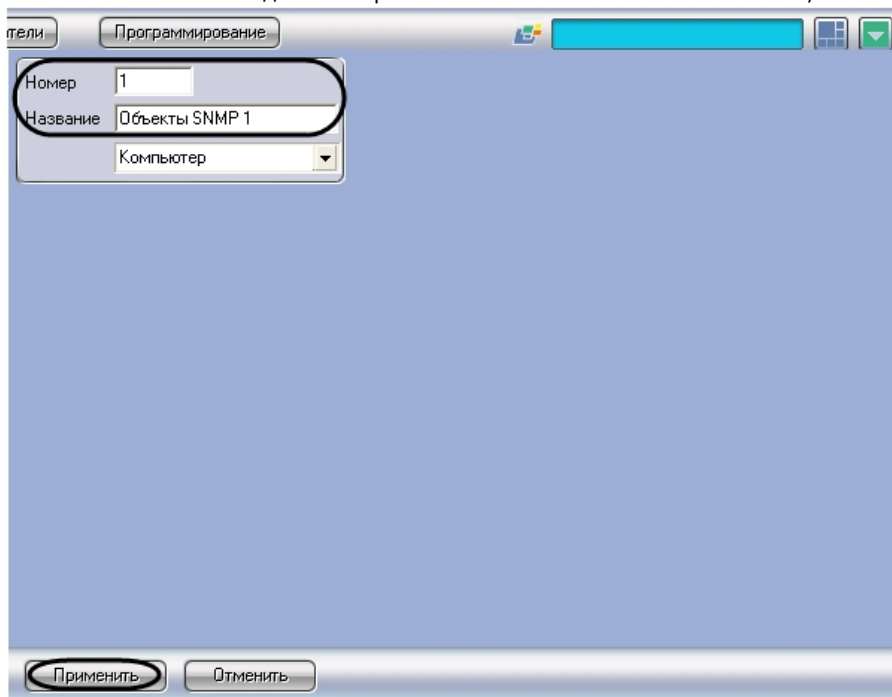 тели Программирование
Номер 1
Название Объекты SNMP 1
Компьютер
Применить Отменить